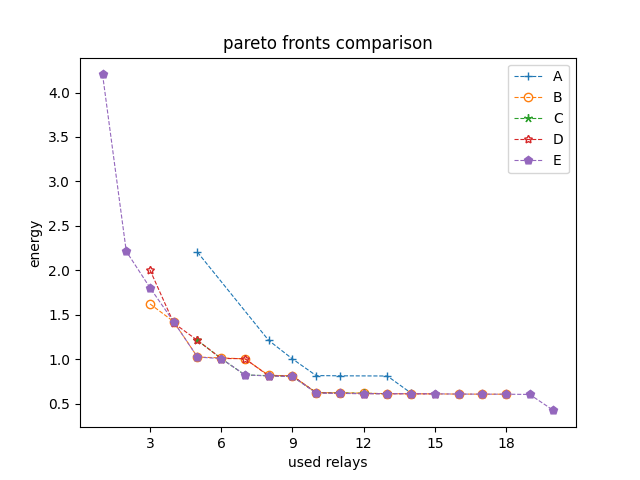 pareto fronts comparison
A
B
C
D
E
4.0
3.5
3.0
2.5
2.0
1.5
1.0
0.5
energy
3 6 9 12 15 18
used relays